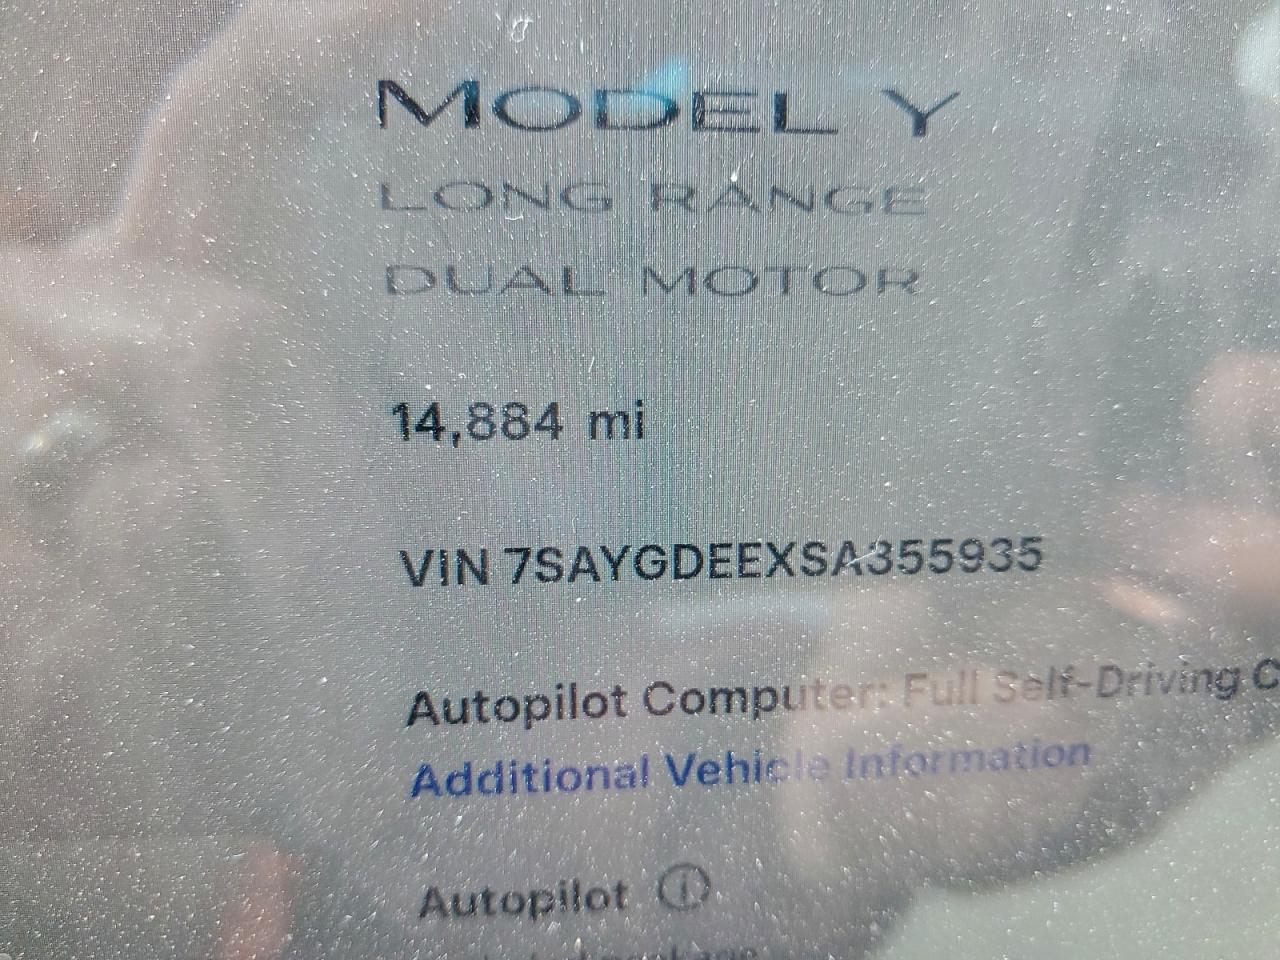 MODEL Y
LONG RANGE
DUAL MOTOR
14,884 mi
VIN 7SAYGDEEXSA355935
Autopilot Computer: Full Self-Driving C
Additional Vehicle Information
Autopilot